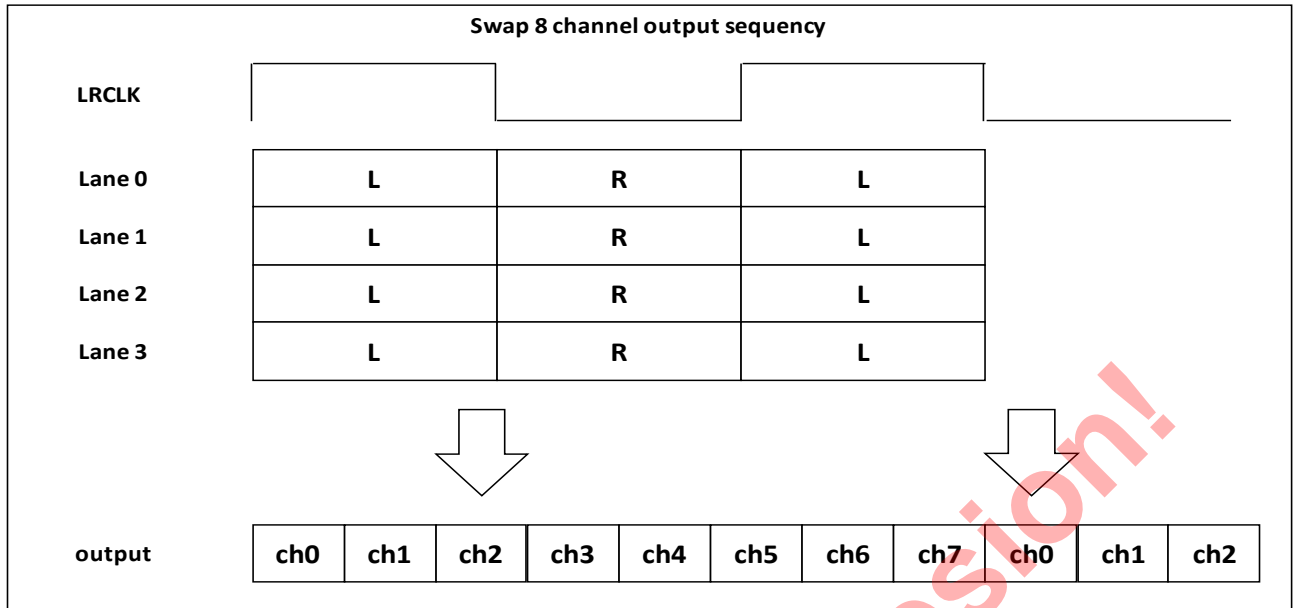 Swap 8 channel output sequency
LRCLK
Lane 0 L R L
Lane 1 L R L
Lane 2 L R L
Lane 3 L R L
output ch0 ch1 ch2 ch3 ch4 ch5 ch6 ch7 ch0 ch1 ch2